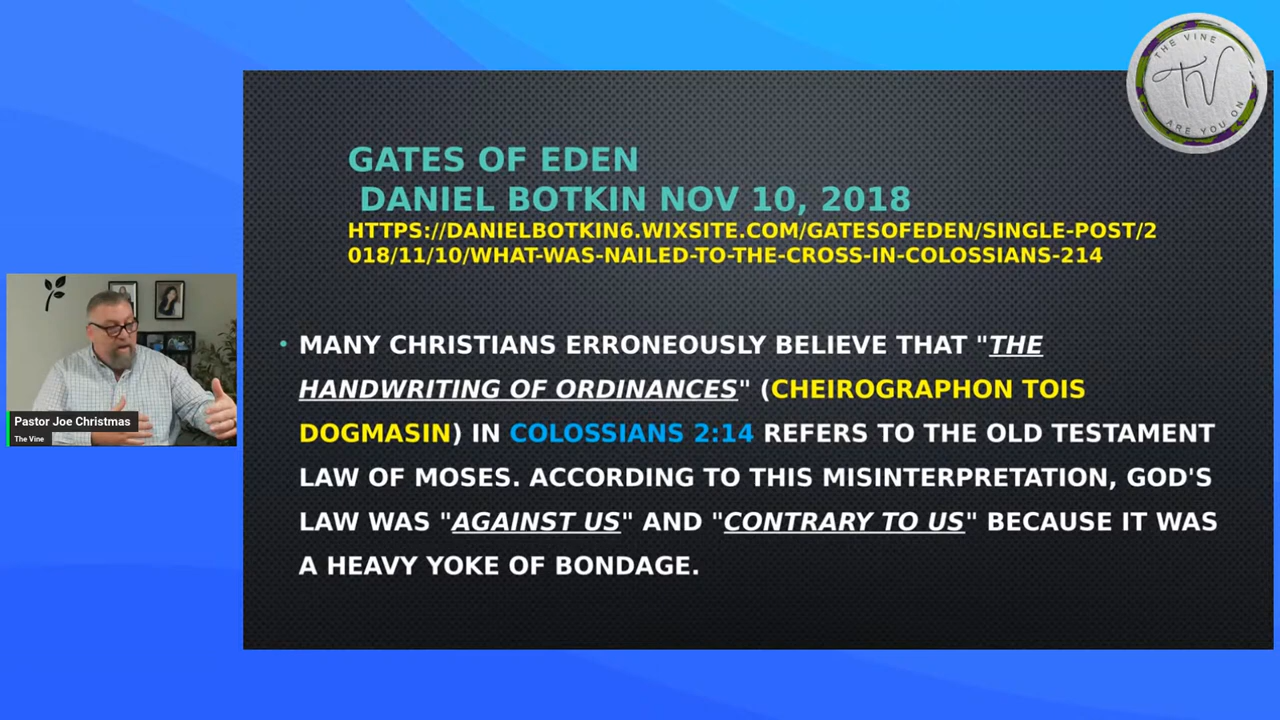 THE VINE
TV
ARE YOU ON
GATES OF EDEN
DANIEL BOTKIN NOV 10, 2018
HTTPS://DANIELBOTKIN6.WIXSITE.COM/GATESOFEDEN/SINGLE-POST/2
018/11/10/WHAT-WAS-NAILED-TO-THE-CROSS-IN-COLOSSIANS-214
• MANY CHRISTIANS ERRONEOUSLY BELIEVE THAT "THE
HANDWRITING OF ORDINANCES" (CHEIROGRAPHON TOIS
DOGMASIN) IN COLOSSIANS 2:14 REFERS TO THE OLD TESTAMENT
LAW OF MOSES. ACCORDING TO THIS MISINTERPRETATION, GOD'S
LAW WAS "AGAINST US" AND "CONTRARY TO US" BECAUSE IT WAS
A HEAVY YOKE OF BONDAGE.
Pastor Joe Christmas
The Vine